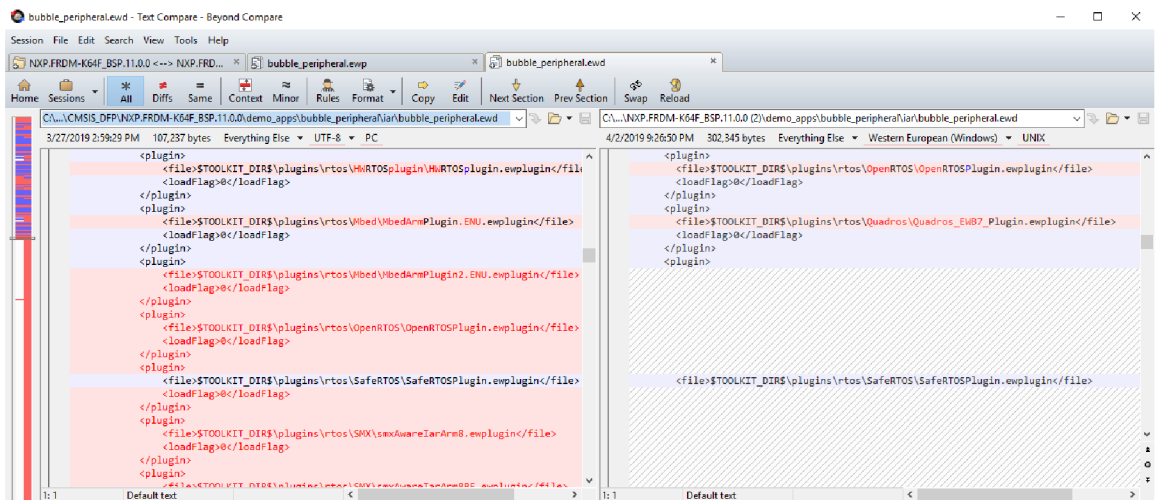 bubble_peripheral.ewd - Text Compare - Beyond Compare
Session File Edit Search View Tools Help
NXP.FRDM-K64F_BSP.11.0.0 <--> NXP.FRD... × bubble_peripheral.ewp × bubble_peripheral.ewd ×
Home Sessions All Diffs Same Context Minor Rules Format Copy Edit Next Section Prev Section Swap Reload
C:\...\CMSIS_DFP\NXP.FRDM-K64F_BSP.11.0.0\demo_apps\bubble_peripheral\iar\bubble_peripheral.ewd
C:\...\NXP.FRDM-K64F_BSP.11.0.0 (2)\demo_apps\bubble_peripheral\iar\bubble_peripheral.ewd
3/27/2019 2:59:29 PM 107,237 bytes Everything Else UTF-8 PC
4/2/2019 9:26:50 PM 302,345 bytes Everything Else Western European (Windows) UNIX
<plugin>
<file>$TOOLKIT_DIR$\plugins\rtos\HWRTOSplugin\HWRTOSplugin.ewplugin</file
<loadFlag>0</loadFlag>
</plugin>
<plugin>
<file>$TOOLKIT_DIR$\plugins\rtos\Mbed\MbedArmPlugin.ENU.ewplugin</file>
<loadFlag>0</loadFlag>
</plugin>
<plugin>
<file>$TOOLKIT_DIR$\plugins\rtos\Mbed\MbedArmPlugin2.ENU.ewplugin</file>
<loadFlag>0</loadFlag>
</plugin>
<plugin>
<file>$TOOLKIT_DIR$\plugins\rtos\OpenRTOS\OpenRTOSPlugin.ewplugin</file>
<loadFlag>0</loadFlag>
</plugin>
<plugin>
<file>$TOOLKIT_DIR$\plugins\rtos\SafeRTOS\SafeRTOSPlugin.ewplugin</file>
<loadFlag>0</loadFlag>
</plugin>
<plugin>
<file>$TOOLKIT_DIR$\plugins\rtos\SMX\smxAwareIarArm8.ewplugin</file>
<loadFlag>0</loadFlag>
</plugin>
<plugin>
<file>$TOOLKIT_DIR$\plugins\rtos\SMX\smxAwareIarArm8BE.ewplugin</file>
<plugin>
<file>$TOOLKIT_DIR$\plugins\rtos\OpenRTOS\OpenRTOSPlugin.ewplugin</file>
<loadFlag>0</loadFlag>
</plugin>
<plugin>
<file>$TOOLKIT_DIR$\plugins\rtos\Quadros\Quadros_EWB7_Plugin.ewplugin</file>
<loadFlag>0</loadFlag>
</plugin>
<plugin>
<file>$TOOLKIT_DIR$\plugins\rtos\SafeRTOS\SafeRTOSPlugin.ewplugin</file>
1: 1 Default text
1: 1 Default text